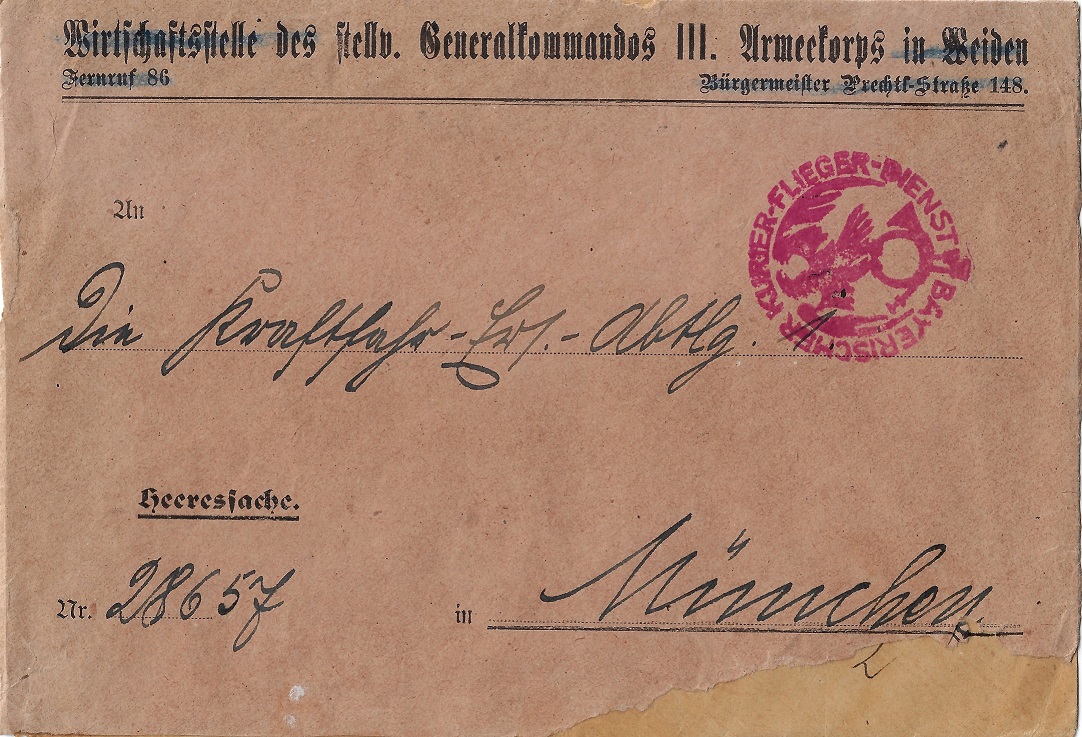 Wirtschaftsstelle des stellv. Generalkommandos III. Armeekorps in Weiden
Fernruf 86
Bürgermeister Prechtl-Straße 148.
BAYERISCHER KURIER-FLIEGER-DIENST
An
Die Kraftfahr-Ers.-Abtlg. 1.
Heeressache.
Nr. 28657
in München
2